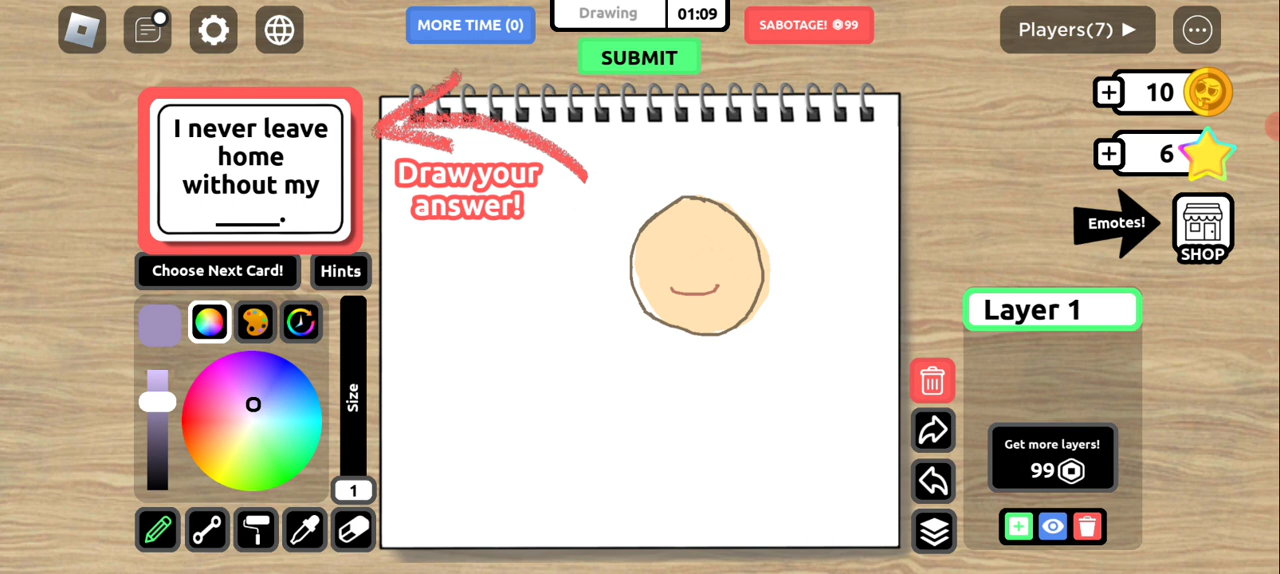 MORE TIME (0)
Drawing
01:09
SABOTAGE! 99
Players(7) ▶
SUBMIT
I never leave
home
without my
_____.
Draw your
answer!
10
6
Emotes!
SHOP
Choose Next Card!
Hints
Size
1
Layer 1
Get more layers!
99